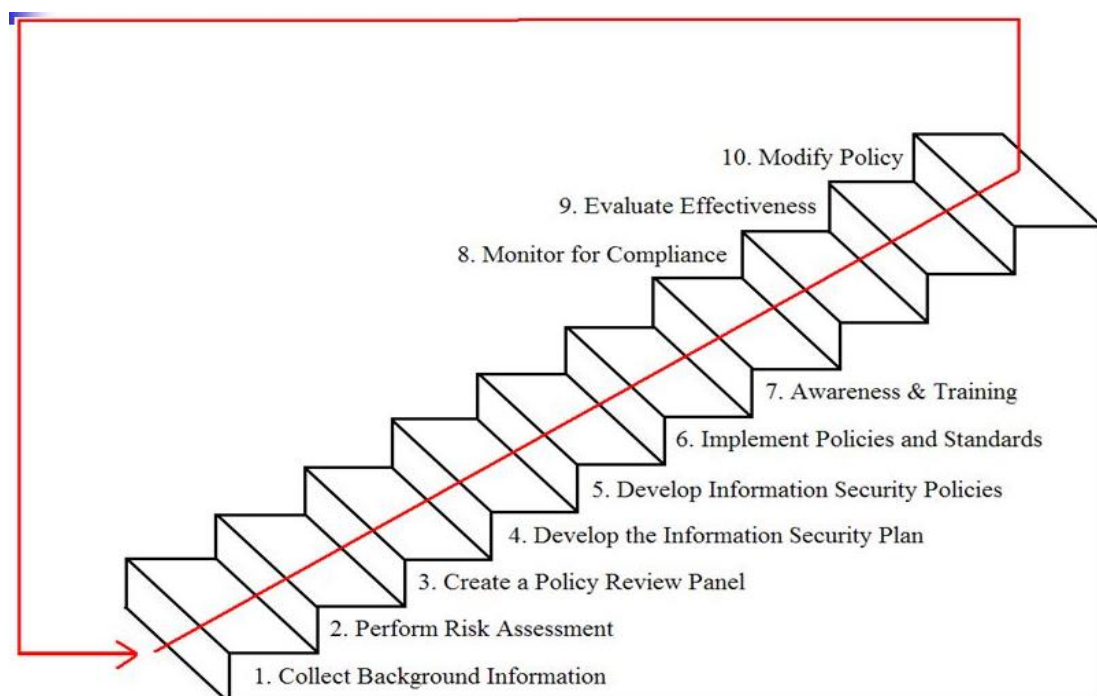 10. Modify Policy
9. Evaluate Effectiveness
8. Monitor for Compliance
7. Awareness & Training
6. Implement Policies and Standards
5. Develop Information Security Policies
4. Develop the Information Security Plan
3. Create a Policy Review Panel
2. Perform Risk Assessment
1. Collect Background Information